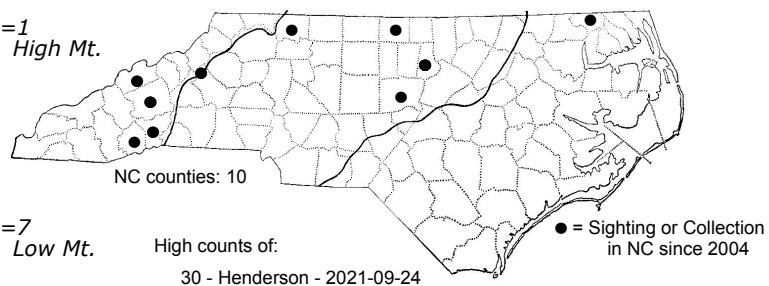 =1
High Mt.
NC counties: 10
=7
Low Mt.
High counts of:
30 - Henderson - 2021-09-24
● = Sighting or Collection
in NC since 2004